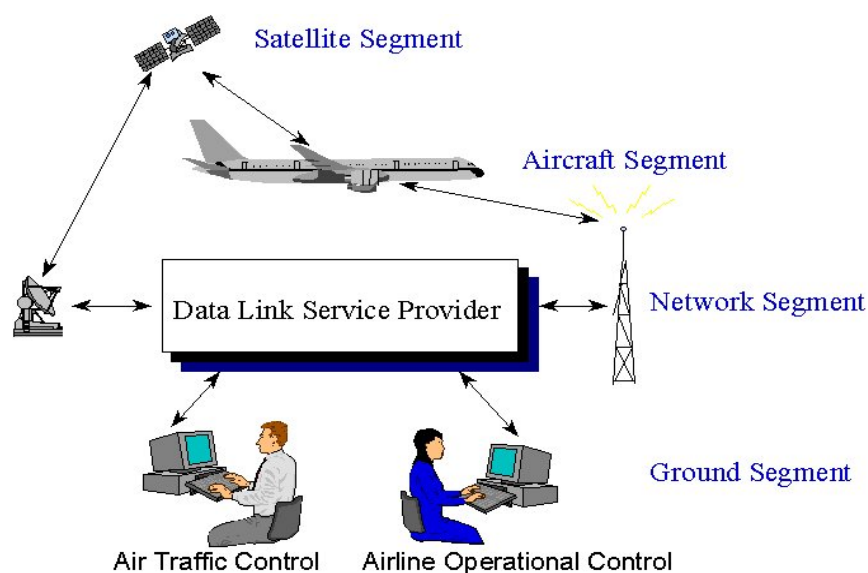 Satellite Segment
Aircraft Segment
Data Link Service Provider
Network Segment
Ground Segment
Air Traffic Control
Airline Operational Control